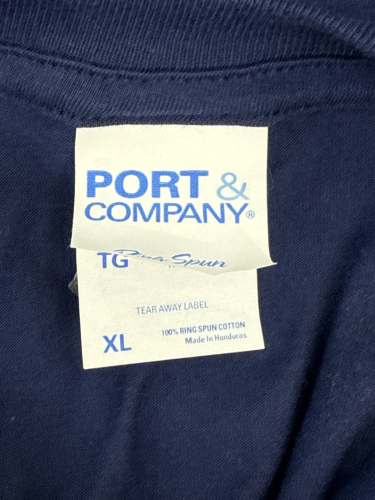 PORT &
COMPANY®
TG
Ring Spun
TEAR AWAY LABEL
XL
100% RING SPUN COTTON
Made in Honduras